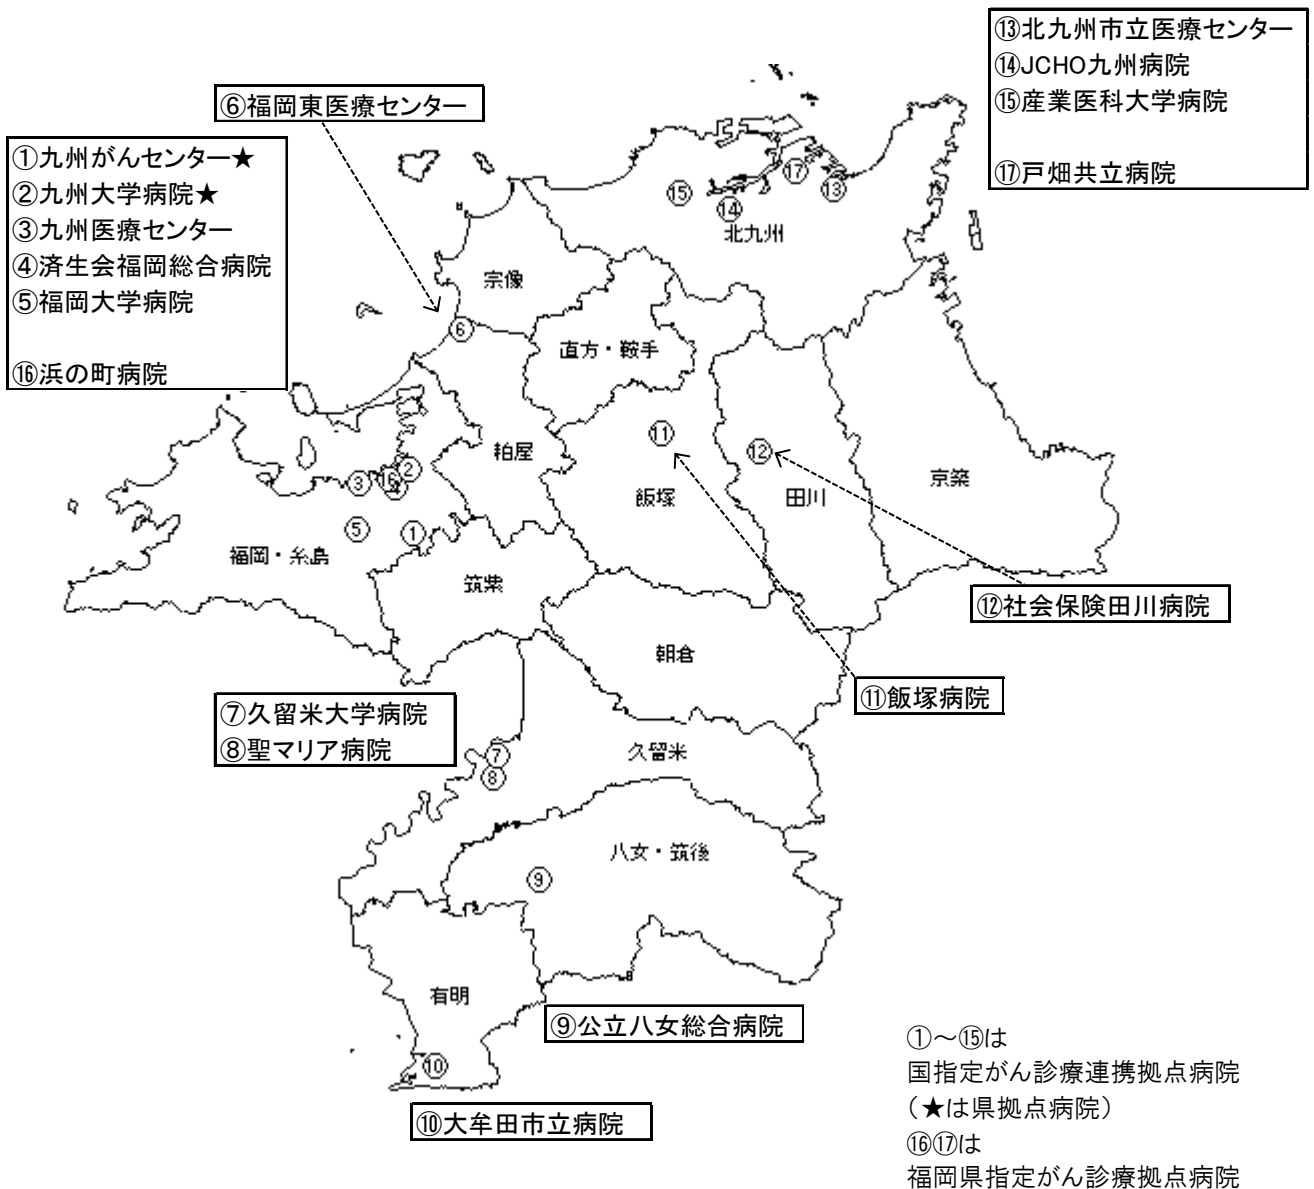 ⑬北九州市立医療センター
⑭JCHO九州病院
⑮産業医科大学病院
⑰戸畑共立病院
⑥福岡東医療センター
①九州がんセンター★
②九州大学病院★
③九州医療センター
④済生会福岡総合病院
⑤福岡大学病院
⑯浜の町病院
⑮
⑭
⑰
⑬
北九州
宗像
⑥
直方・鞍手
⑪
⑫
粕屋
飯塚
田川
京築
③
⑯
②
④
⑤
①
福岡・糸島
筑紫
⑫社会保険田川病院
朝倉
⑪飯塚病院
⑦久留米大学病院
⑧聖マリア病院
⑦
⑧
久留米
八女・筑後
⑨
有明
⑨公立八女総合病院
⑩
⑩大牟田市立病院
①～⑮は
国指定がん診療連携拠点病院
（★は県拠点病院）
⑯⑰は
福岡県指定がん診療拠点病院